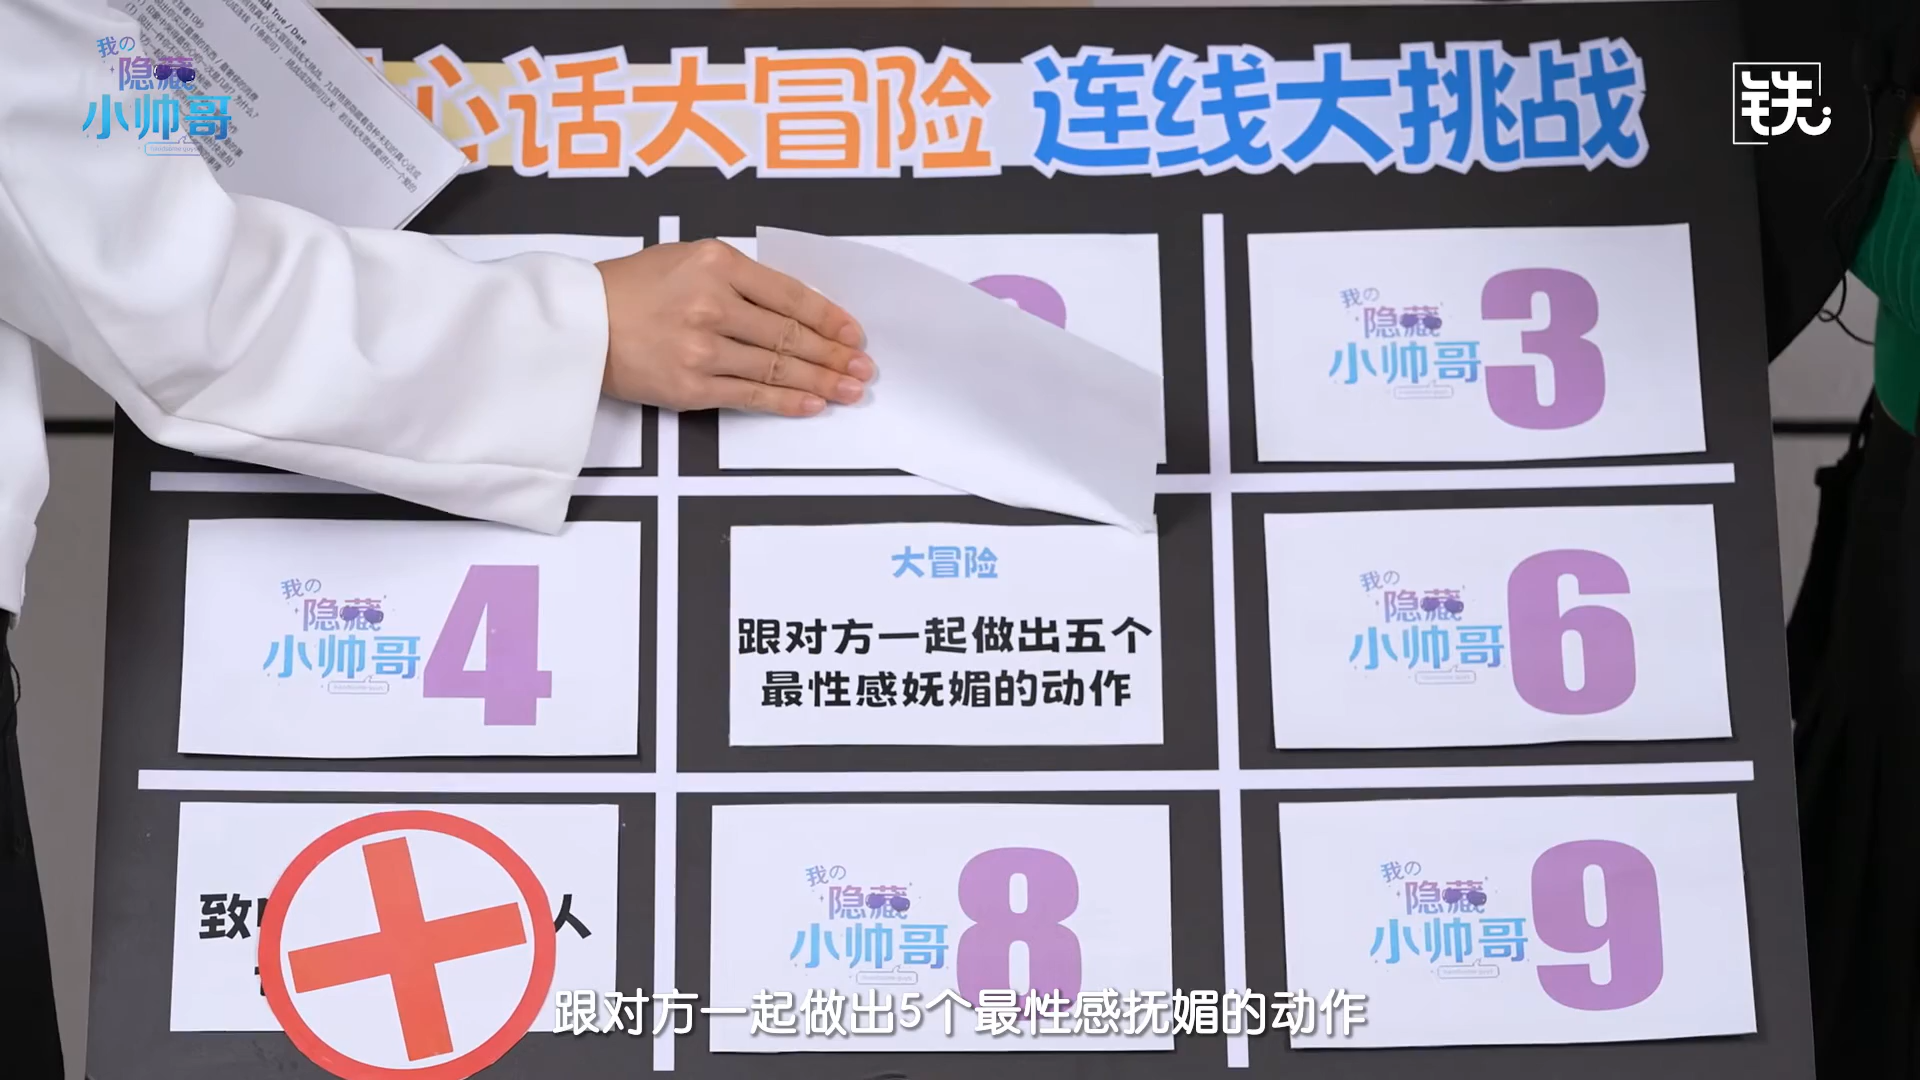 True / Dare
我の
隐藏
小帅哥
心话大冒险 连线大挑战
铁
我の
隐藏
小帅哥
3
我の
隐藏
小帅哥
4
大冒险
跟对方一起做出五个
最性感妩媚的动作
我の
隐藏
小帅哥
6
致
人
我の
隐藏
小帅哥
8
我の
隐藏
小帅哥
9
跟对方一起做出5个最性感抚媚的动作